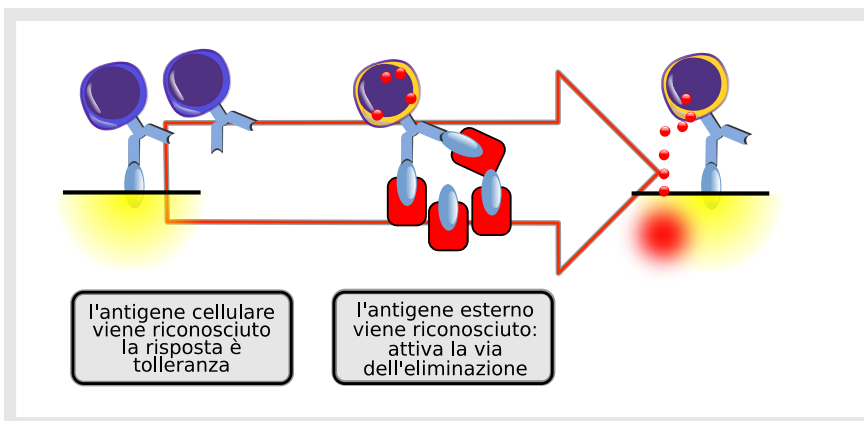 l'antigene cellulare
viene riconosciuto
la risposta è
tolleranza
l'antigene esterno
viene riconosciuto:
attiva la via
dell'eliminazione